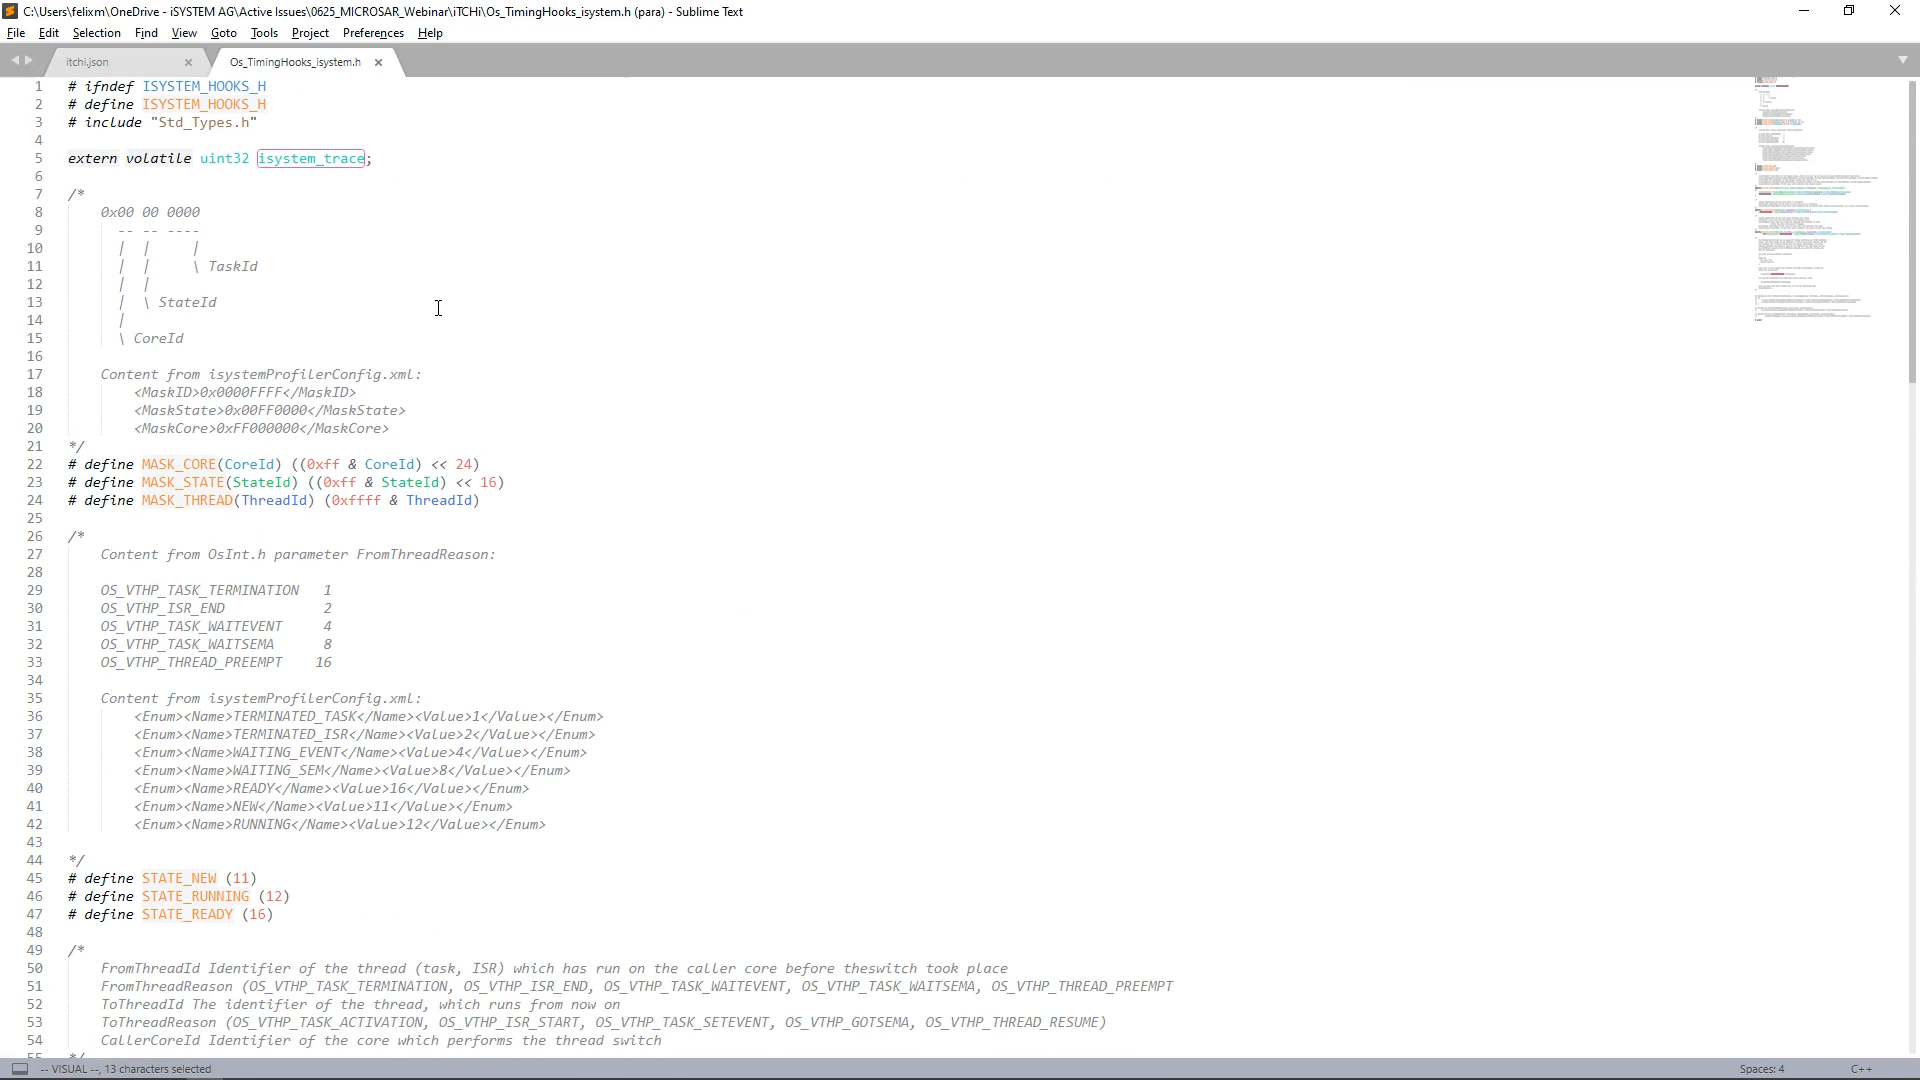 C:\Users\felixm\OneDrive - iSYSTEM AG\Active Issues\0625_MICROSAR_Webinar\iTCHi\Os_TimingHooks_isystem.h (para) - Sublime Text
File Edit Selection Find View Goto Tools Project Preferences Help
itchi.json Os_TimingHooks_isystem.h
1 # ifndef ISYSTEM_HOOKS_H
2 # define ISYSTEM_HOOKS_H
3 # include "Std_Types.h"
4
5 extern volatile uint32 isystem_trace;
6
7 /*
8 0x00 00 0000
9 -- -- ----
10 | | |
11 | | \ TaskId
12 | |
13 | \ StateId
14 |
15 \ CoreId
16
17 Content from isystemProfilerConfig.xml:
18 <MaskID>0x0000FFFF</MaskID>
19 <MaskState>0x00FF0000</MaskState>
20 <MaskCore>0xFF000000</MaskCore>
21 */
22 # define MASK_CORE(CoreId) ((0xff & CoreId) << 24)
23 # define MASK_STATE(StateId) ((0xff & StateId) << 16)
24 # define MASK_THREAD(ThreadId) (0xffff & ThreadId)
25
26 /*
27 Content from OsInt.h parameter FromThreadReason:
28
29 OS_VTHP_TASK_TERMINATION 1
30 OS_VTHP_ISR_END 2
31 OS_VTHP_TASK_WAITEVENT 4
32 OS_VTHP_TASK_WAITSEMA 8
33 OS_VTHP_THREAD_PREEMPT 16
34
35 Content from isystemProfilerConfig.xml:
36 <Enum><Name>TERMINATED_TASK</Name><Value>1</Value></Enum>
37 <Enum><Name>TERMINATED_ISR</Name><Value>2</Value></Enum>
38 <Enum><Name>WAITING_EVENT</Name><Value>4</Value></Enum>
39 <Enum><Name>WAITING_SEM</Name><Value>8</Value></Enum>
40 <Enum><Name>READY</Name><Value>16</Value></Enum>
41 <Enum><Name>NEW</Name><Value>11</Value></Enum>
42 <Enum><Name>RUNNING</Name><Value>12</Value></Enum>
43
44 */
45 # define STATE_NEW (11)
46 # define STATE_RUNNING (12)
47 # define STATE_READY (16)
48
49 /*
50 FromThreadId Identifier of the thread (task, ISR) which has run on the caller core before theswitch took place
51 FromThreadReason (OS_VTHP_TASK_TERMINATION, OS_VTHP_ISR_END, OS_VTHP_TASK_WAITEVENT, OS_VTHP_TASK_WAITSEMA, OS_VTHP_THREAD_PREEMPT
52 ToThreadId The identifier of the thread, which runs from now on
53 ToThreadReason (OS_VTHP_TASK_ACTIVATION, OS_VTHP_ISR_START, OS_VTHP_TASK_SETEVENT, OS_VTHP_GOTSEMA, OS_VTHP_THREAD_RESUME)
54 CallerCoreId Identifier of the core which performs the thread switch
55 */
-- VISUAL --, 13 characters selected Spaces: 4 C++